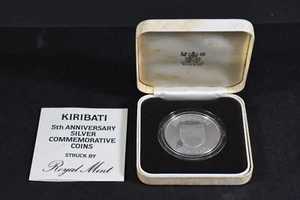 KIRIBATI
5th ANNIVERSARY
SILVER
COMMEMORATIVE
COINS
STRUCK BY
Royal Mint